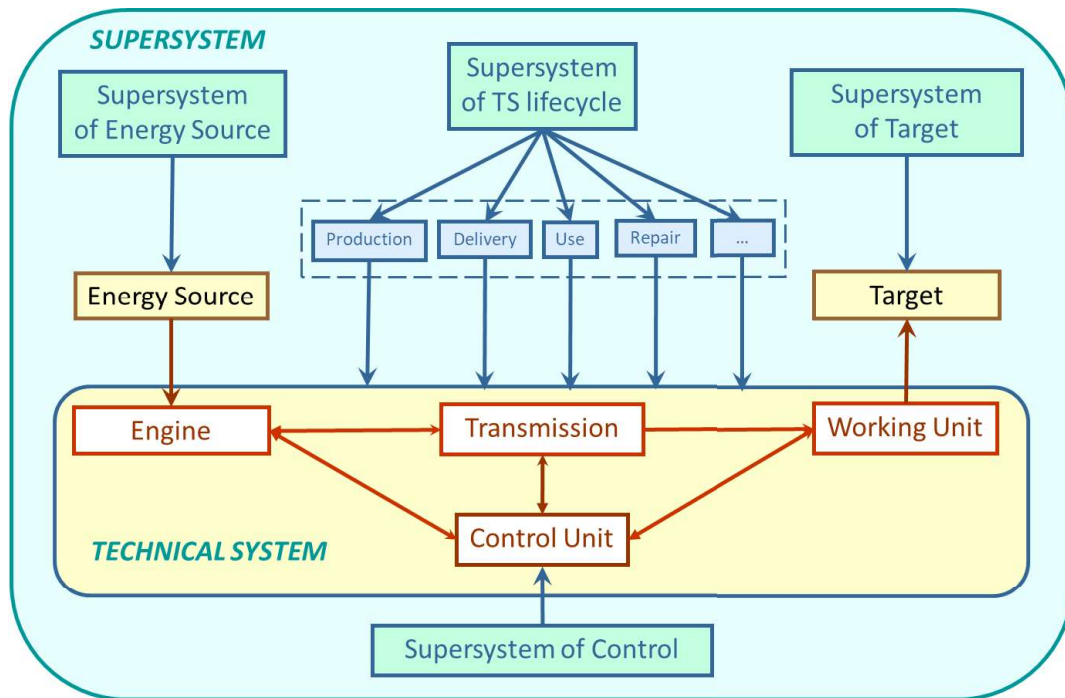 SUPERSYSTEM
Supersystem
of Energy Source
Supersystem
of TS lifecycle
Supersystem
of Target
Production
Delivery
Use
Repair
...
Energy Source
Target
Engine
Transmission
Working Unit
Control Unit
TECHNICAL SYSTEM
Supersystem of Control